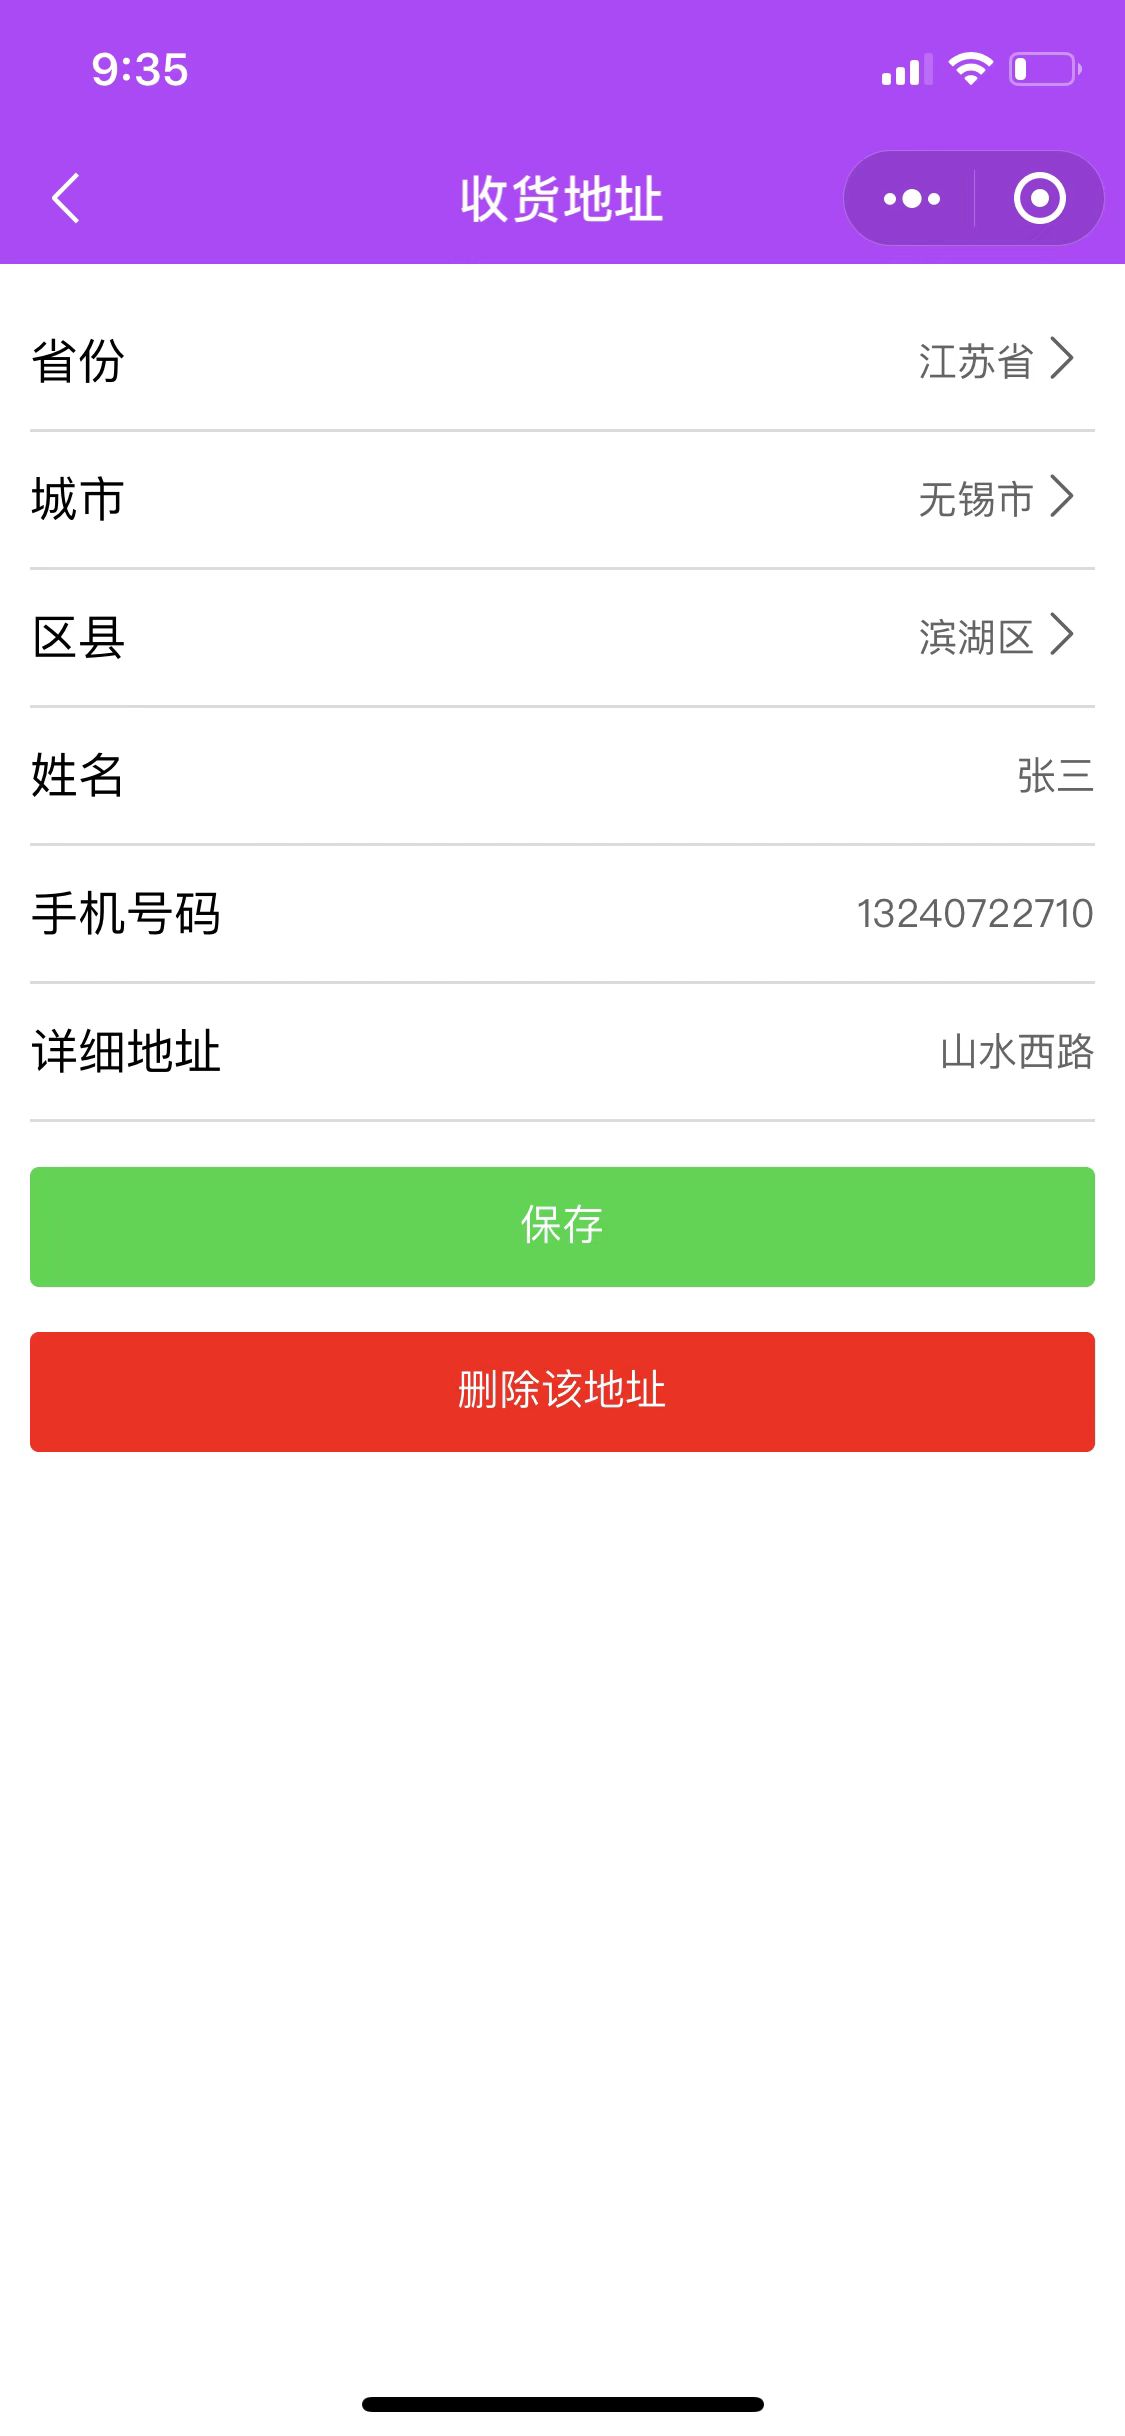 9:35
收货地址
省份 江苏省
城市 无锡市
区县 滨湖区
姓名 张三
手机号码 13240722710
详细地址 山水西路
保存
删除该地址